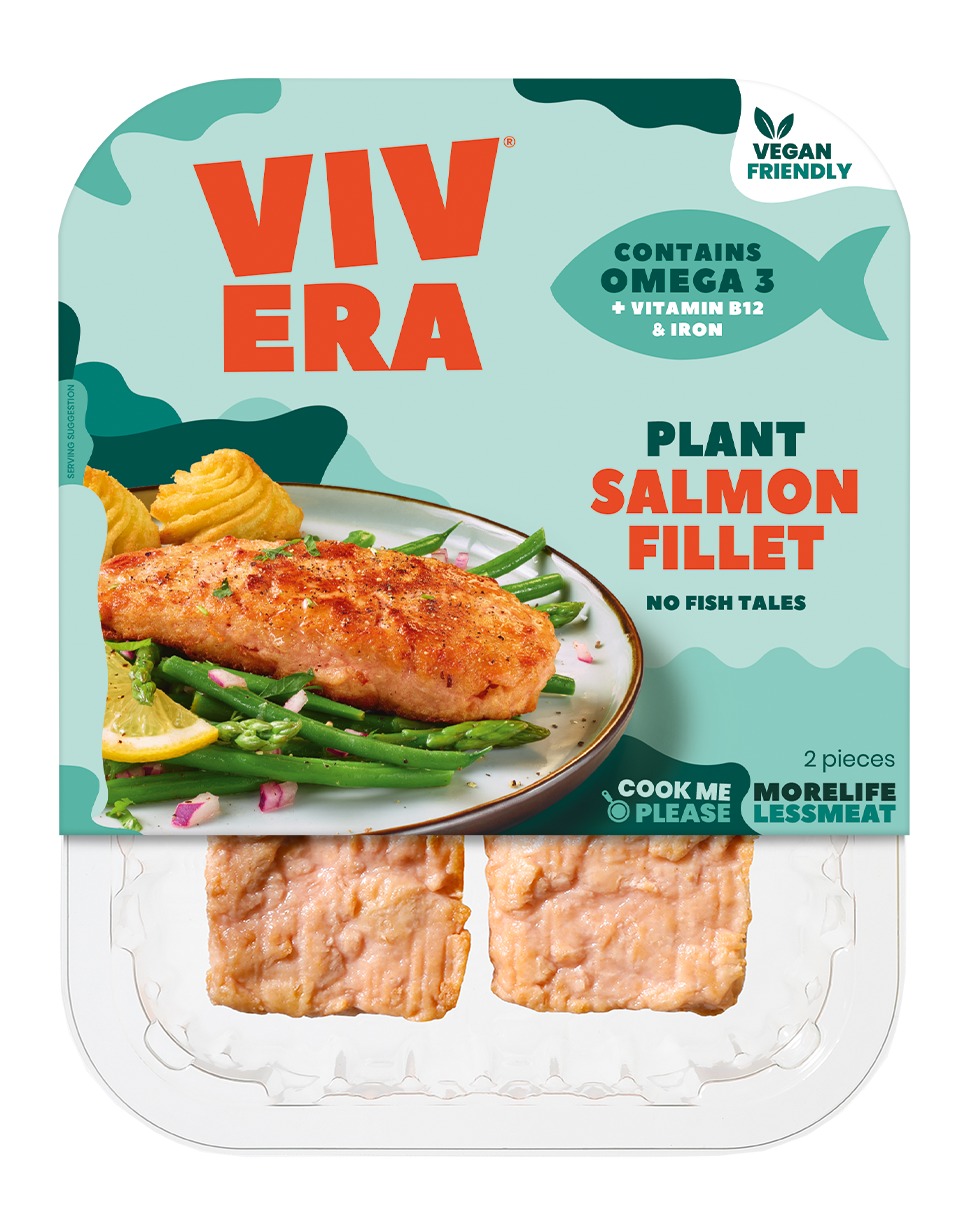 VIV
ERA
®
VEGAN
FRIENDLY
CONTAINS
OMEGA 3
+ VITAMIN B12
& IRON
SERVING SUGGESTION
PLANT
SALMON
FILLET
NO FISH TALES
2 pieces
COOK ME
PLEASE
MORELIFE
LESSMEAT